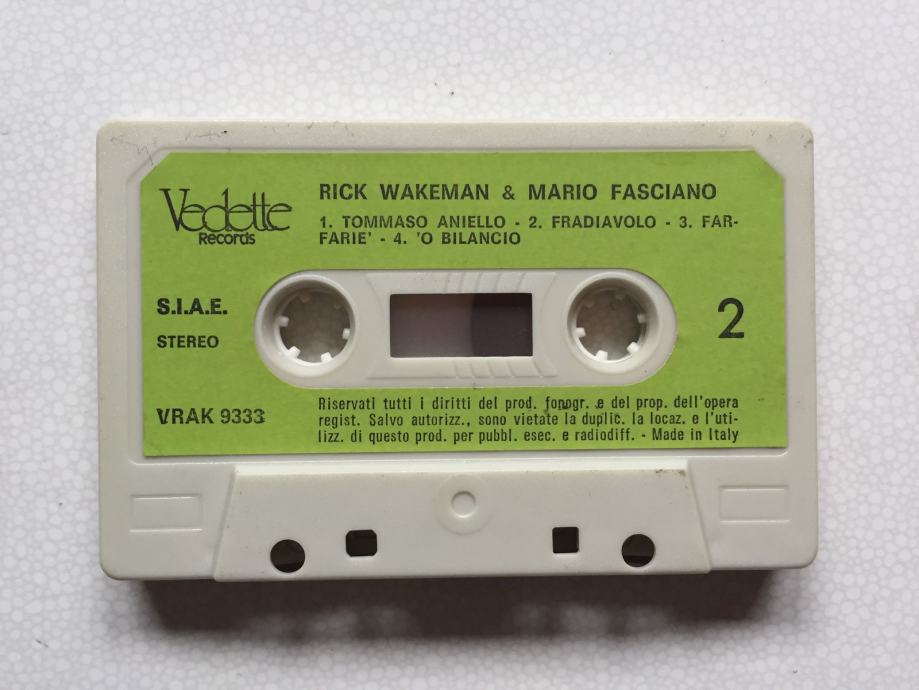 Vedette
Records
RICK WAKEMAN & MARIO FASCIANO
1. TOMMASO ANIELLO - 2. FRADIAVOLO - 3. FAR-
FARIE' - 4. 'O BILANCIO
S.I.A.E.
STEREO
2
VRAK 9333
Riservati tutti i diritti del prod. fonogr. e del prop. dell'opera
regist. Salvo autorizz., sono vietate la duplic. la locaz. e l'uti-
lizz. di questo prod. per pubbl. esec. e radiodiff. - Made in Italy